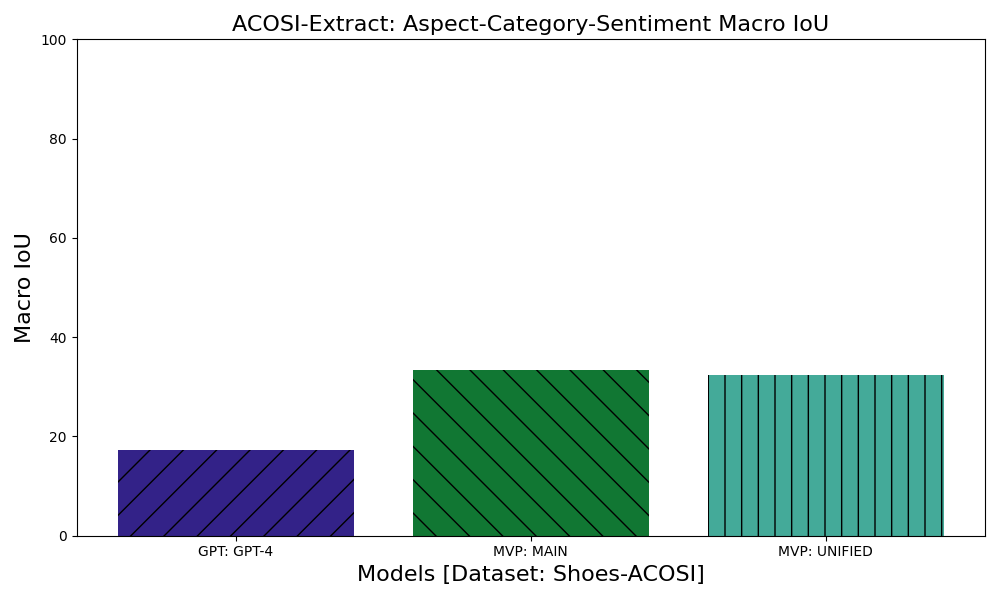 ACOSI-Extract: Aspect-Category-Sentiment Macro IoU
100
80
60
40
20
0
Macro IoU
GPT: GPT-4
MVP: MAIN
MVP: UNIFIED
Models [Dataset: Shoes-ACOSI]